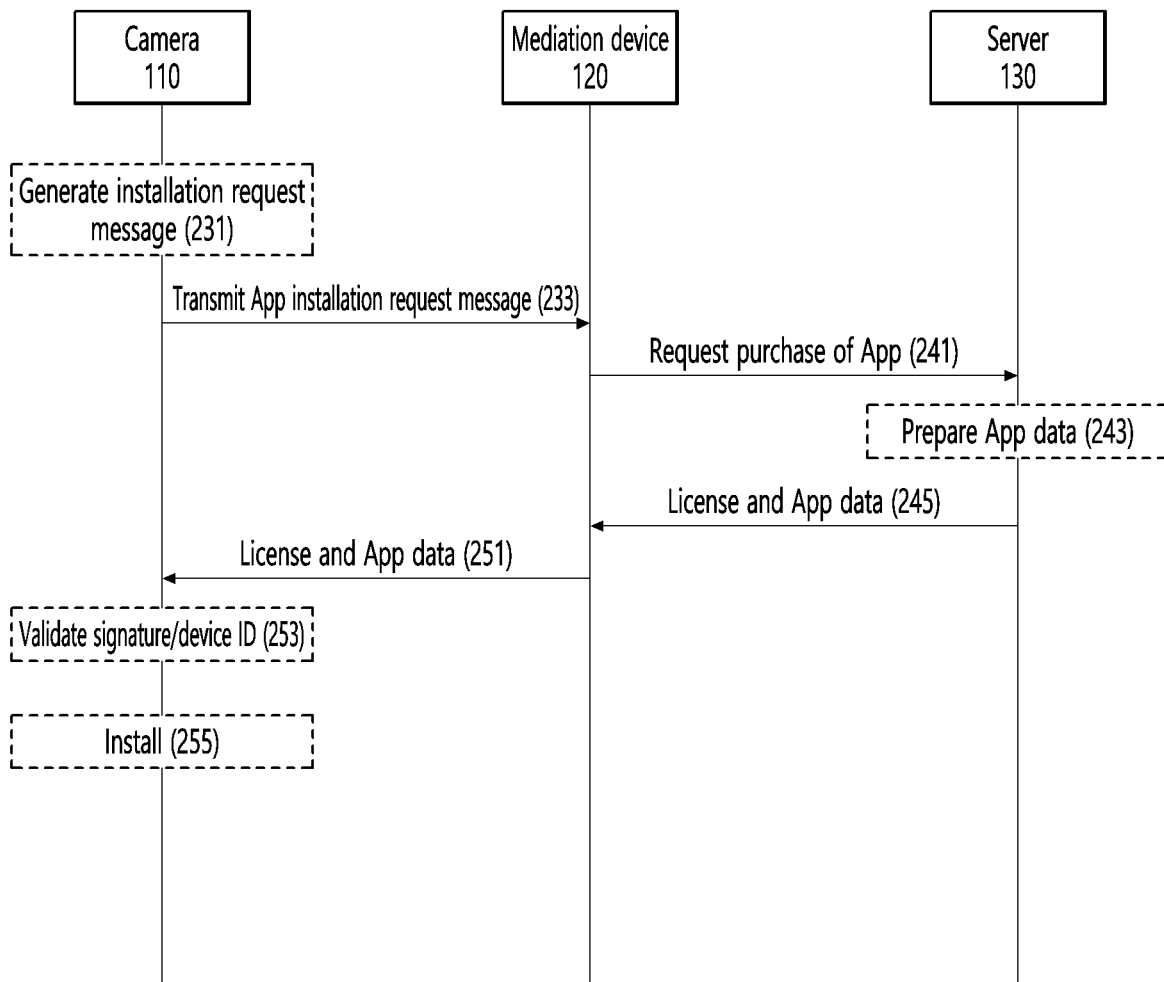 Camera
110
Mediation device
120
Server
130
Generate installation request
message (231)
Transmit App installation request message (233)
Request purchase of App (241)
Prepare App data (243)
License and App data (245)
License and App data (251)
Validate signature/device ID (253)
Install (255)